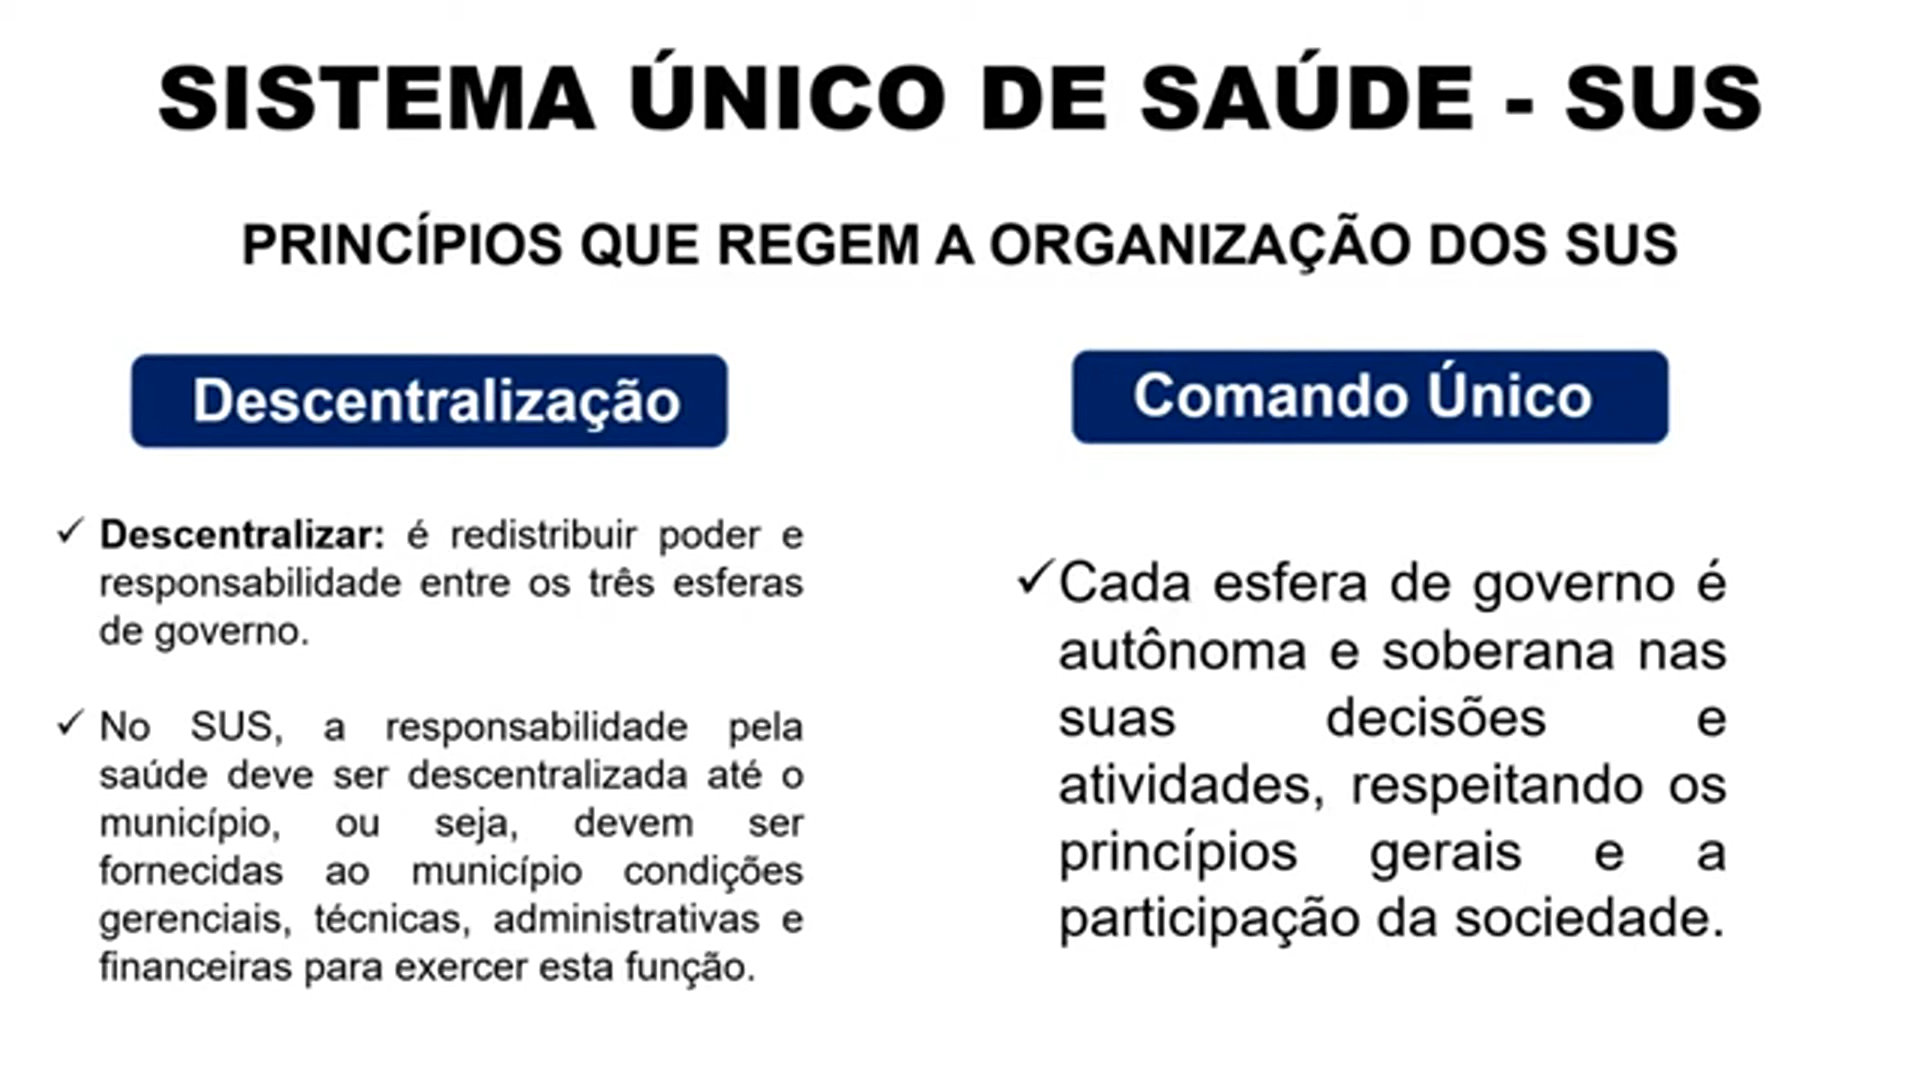 SISTEMA ÚNICO DE SAÚDE - SUS
PRINCÍPIOS QUE REGEM A ORGANIZAÇÃO DOS SUS
Descentralização
✓ Descentralizar: é redistribuir poder e
responsabilidade entre os três esferas
de governo.
✓ No SUS, a responsabilidade pela
saúde deve ser descentralizada até o
município, ou seja, devem ser
fornecidas ao município condições
gerenciais, técnicas, administrativas e
financeiras para exercer esta função.
Comando Único
✓Cada esfera de governo é
autônoma e soberana nas
suas decisões e
atividades, respeitando os
princípios gerais e a
participação da sociedade.